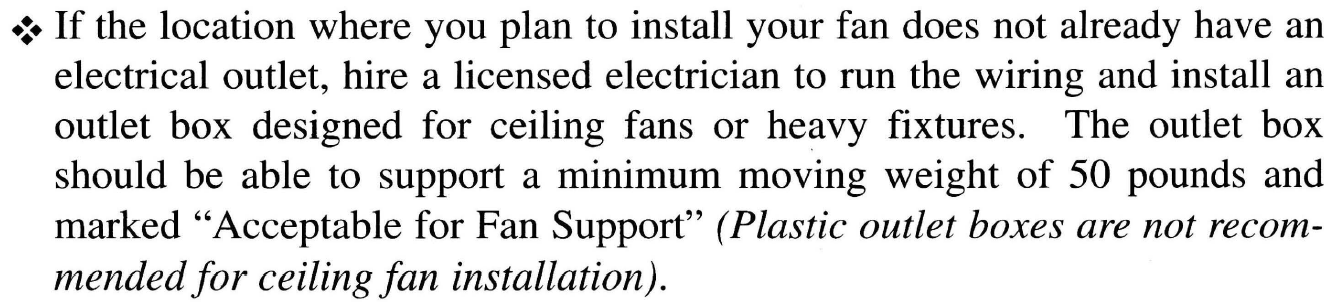 ❖ If the location where you plan to install your fan does not already have an
electrical outlet, hire a licensed electrician to run the wiring and install an
outlet box designed for ceiling fans or heavy fixtures.  The outlet box
should be able to support a minimum moving weight of 50 pounds and
marked “Acceptable for Fan Support” (Plastic outlet boxes are not recom-
mended for ceiling fan installation).